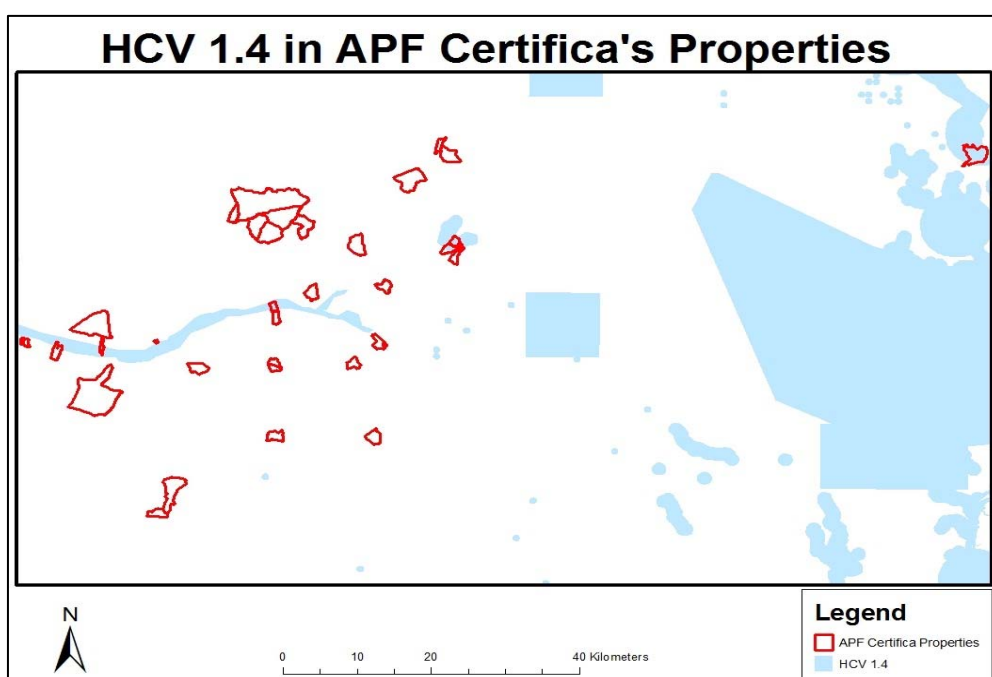 HCV 1.4 in APF Certifica's Properties
N
0 10 20 40 Kilometers
Legend
APF Certifica Properties
HCV 1.4